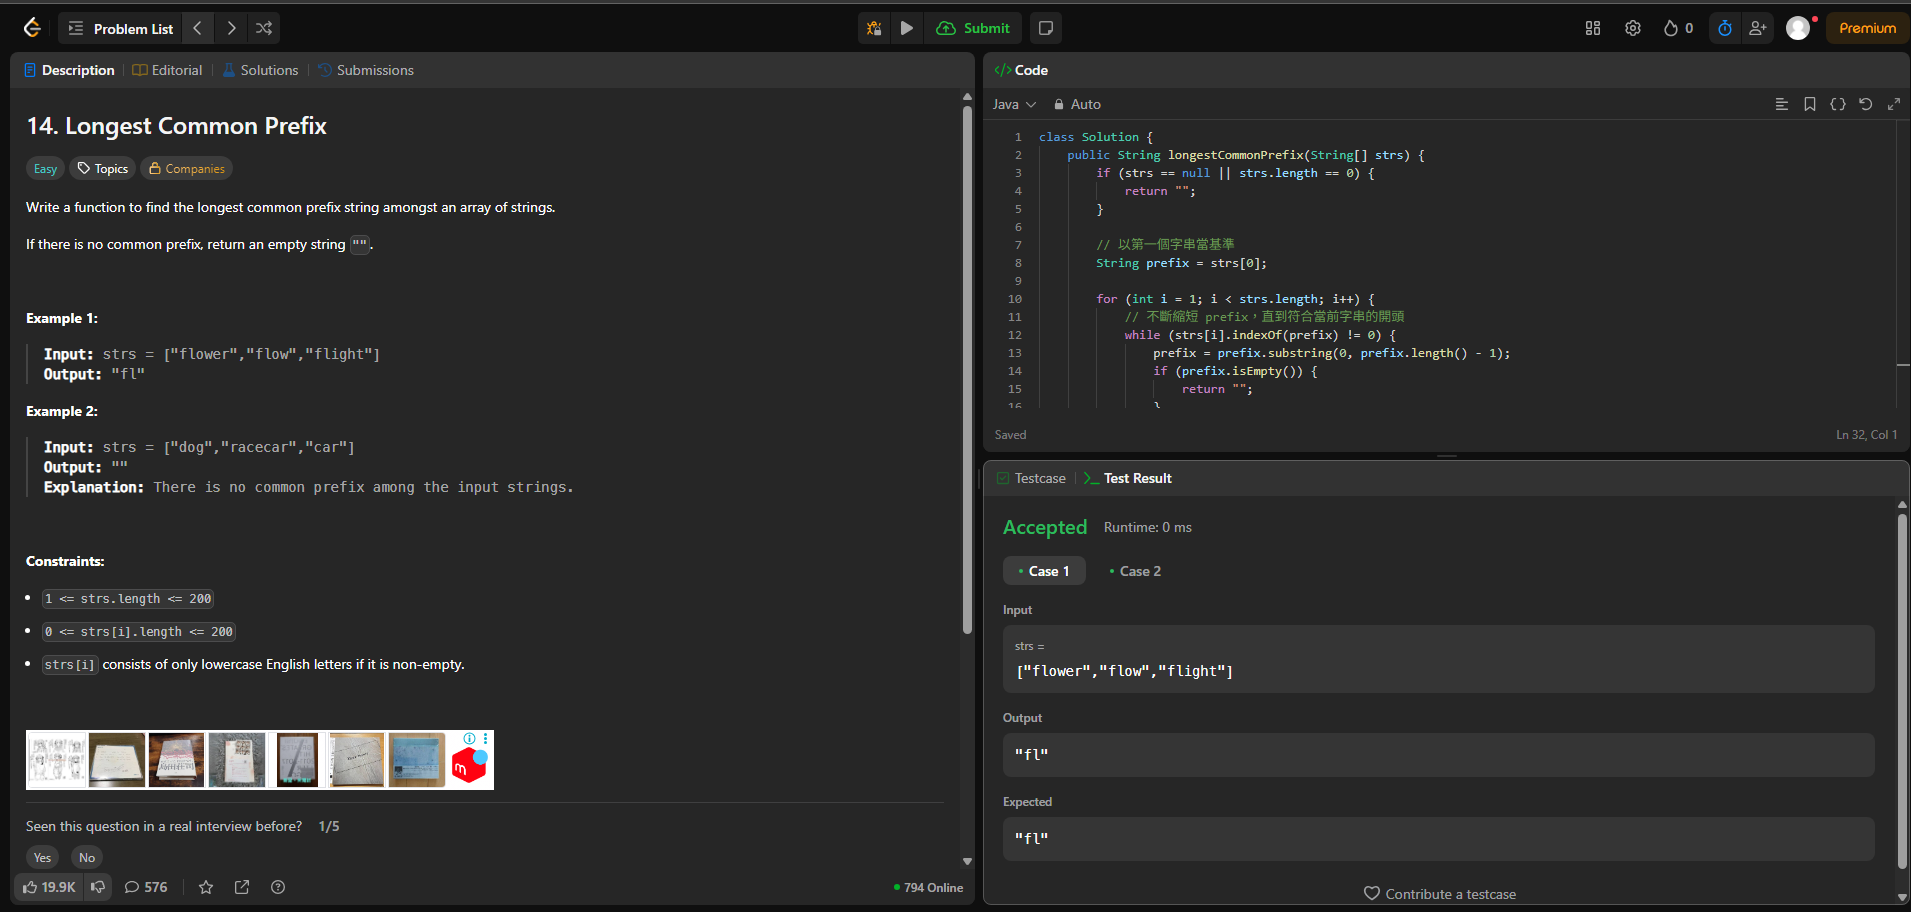 Problem List
Submit
0
Premium
Description
Editorial
Solutions
Submissions
14. Longest Common Prefix
Easy
Topics
Companies
Write a function to find the longest common prefix string amongst an array of strings.
If there is no common prefix, return an empty string "".
Example 1:
Input: strs = ["flower","flow","flight"]
Output: "fl"
Example 2:
Input: strs = ["dog","racecar","car"]
Output: ""
Explanation: There is no common prefix among the input strings.
Constraints:
• 1 <= strs.length <= 200
• 0 <= strs[i].length <= 200
• strs[i] consists of only lowercase English letters if it is non-empty.
Seen this question in a real interview before? 1/5
Yes
No
19.9K
576
794 Online
</> Code
Java
Auto
1 class Solution {
2 public String longestCommonPrefix(String[] strs) {
3 if (strs == null || strs.length == 0) {
4 return "";
5 }
6
7 // 以第一個字串當基準
8 String prefix = strs[0];
9
10 for (int i = 1; i < strs.length; i++) {
11 // 不斷縮短 prefix，直到符合當前字串的開頭
12 while (strs[i].indexOf(prefix) != 0) {
13 prefix = prefix.substring(0, prefix.length() - 1);
14 if (prefix.isEmpty()) {
15 return "";
16 }
Saved
Ln 32, Col 1
Testcase
Test Result
Accepted
Runtime: 0 ms
• Case 1
• Case 2
Input
strs =
["flower","flow","flight"]
Output
"fl"
Expected
"fl"
Contribute a testcase